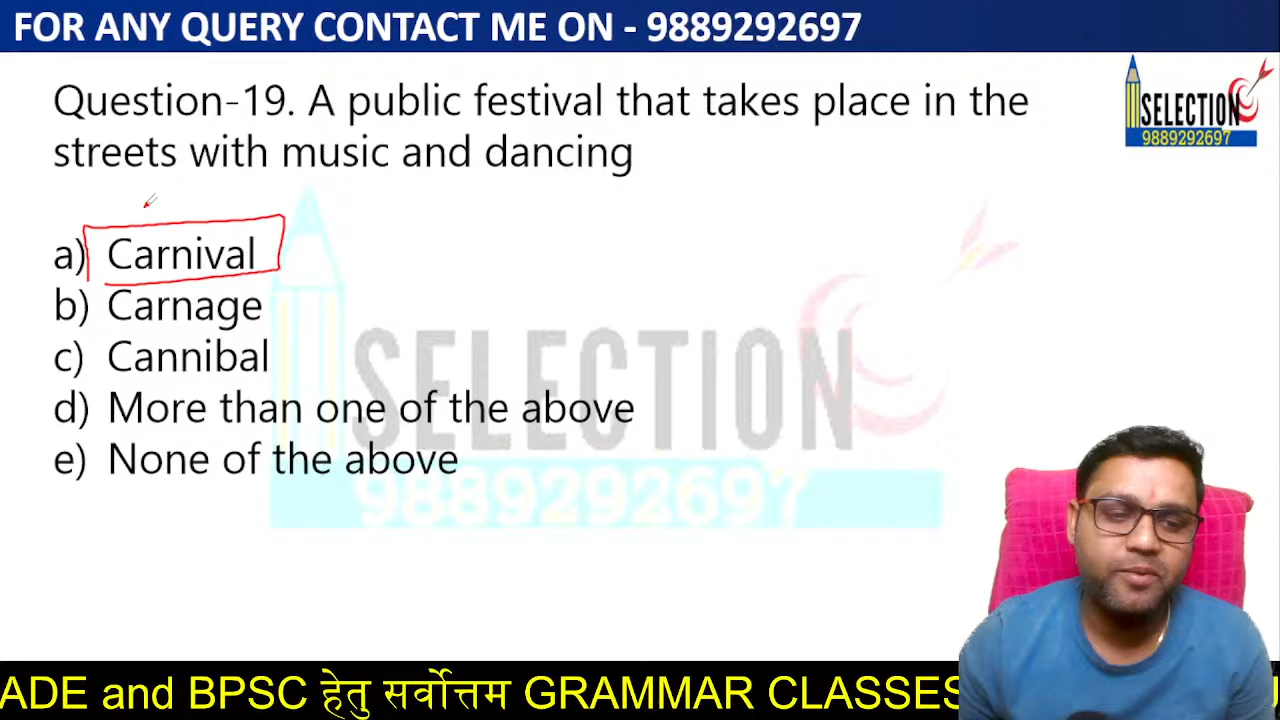 FOR ANY QUERY CONTACT ME ON - 9889292697
SELECTION
9889292697
Question-19. A public festival that takes place in the
streets with music and dancing
a) Carnival
b) Carnage
c) Cannibal
d) More than one of the above
e) None of the above
SELECTION
9889292697
ADE and BPSC हेतु सर्वोत्तम GRAMMAR CLASSES